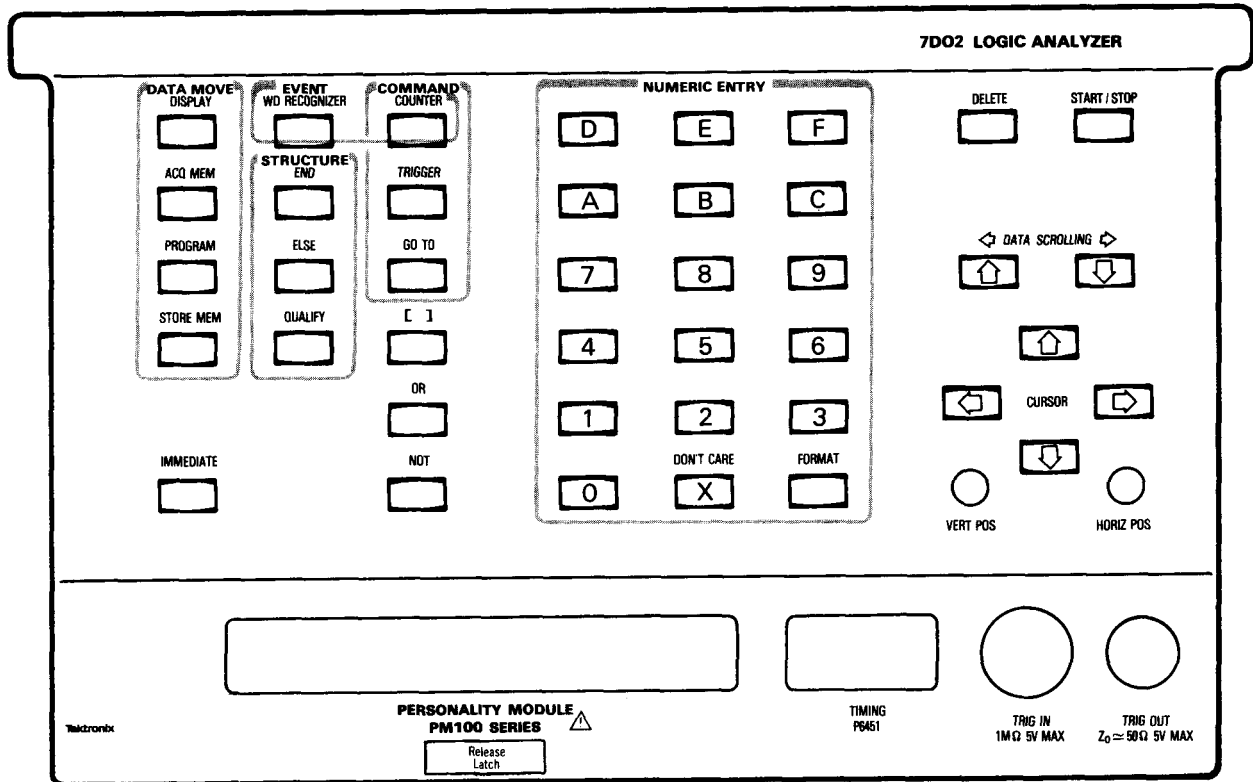 7D02 LOGIC ANALYZER
DATA MOVE
DISPLAY
ACQ MEM
PROGRAM
STORE MEM
IMMEDIATE
EVENT
WD RECOGNIZER
STRUCTURE
END
ELSE
QUALIFY
COMMAND
COUNTER
TRIGGER
GO TO
[ ]
OR
NOT
NUMERIC ENTRY
D E F
A B C
7 8 9
4 5 6
1 2 3
DON'T CARE FORMAT
0 X
DELETE START/STOP
DATA SCROLLING
CURSOR
VERT POS HORIZ POS
Tektronix
PERSONALITY MODULE
PM100 SERIES
Release
Latch
TIMING
P6451
TRIG IN
1MΩ 5V MAX
TRIG OUT
Z₀≃50Ω 5V MAX